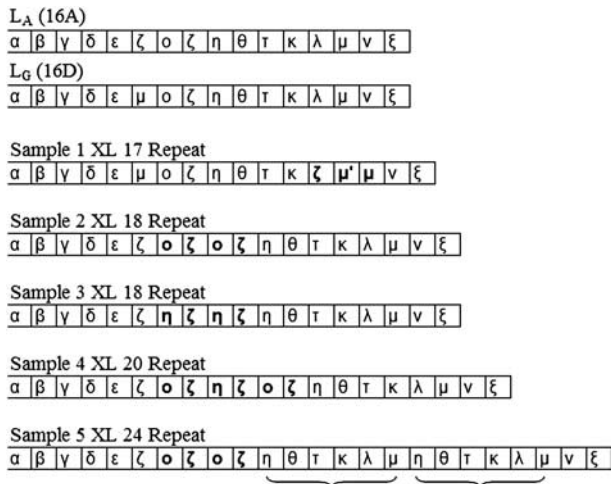 L_A (16A)
α β γ δ ε ζ ο ζ η θ τ κ λ μ ν ξ
L_G (16D)
α β γ δ ε μ ο ζ η θ τ κ λ μ ν ξ
Sample 1 XL 17 Repeat
α β γ δ ε μ ο ζ η θ τ κ ζ μ' μ ν ξ
Sample 2 XL 18 Repeat
α β γ δ ε ζ ο ζ ο ζ η θ τ κ λ μ ν ξ
Sample 3 XL 18 Repeat
α β γ δ ε ζ η ζ η ζ η θ τ κ λ μ ν ξ
Sample 4 XL 20 Repeat
α β γ δ ε ζ ο ζ η ζ ο ζ η θ τ κ λ μ ν ξ
Sample 5 XL 24 Repeat
α β γ δ ε ζ ο ζ ο ζ η θ τ κ λ μ η θ τ κ λ μ ν ξ